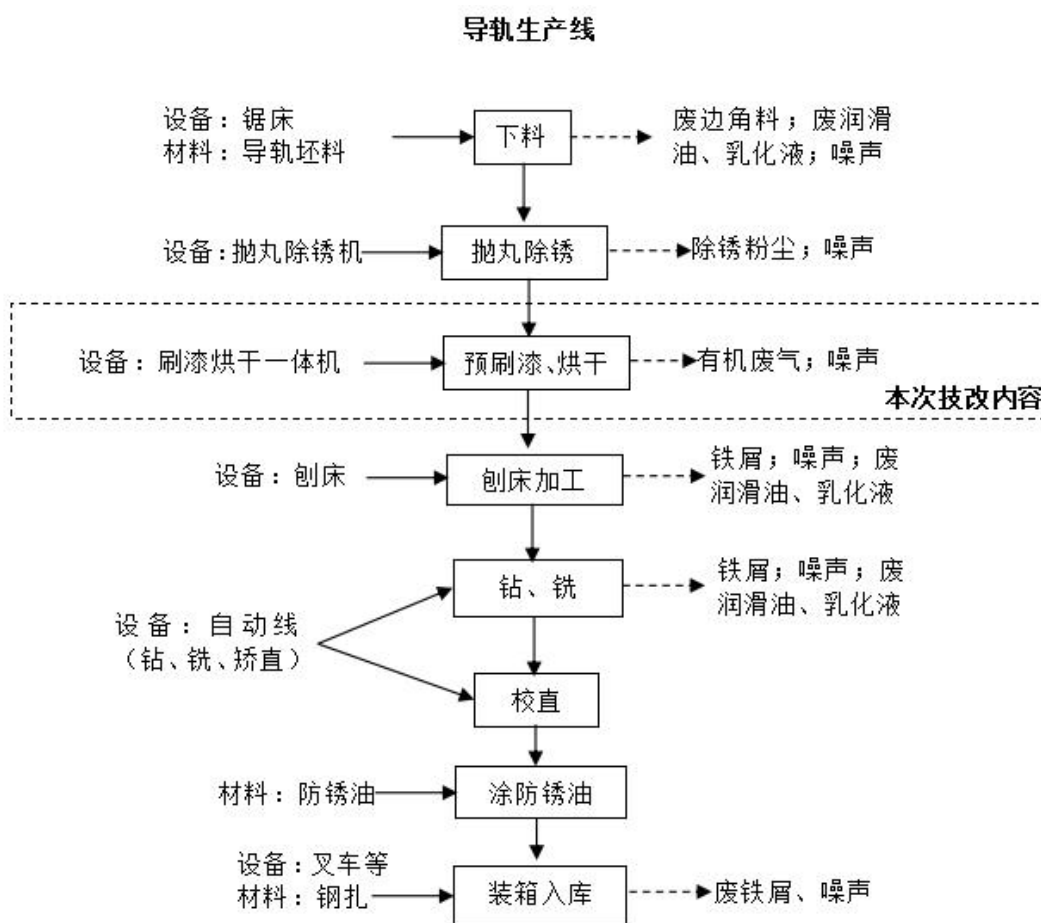 导轨生产线
设备：锯床
材料：导轨坯料
下料
废边角料；废润滑
油、乳化液；噪声
设备:抛丸除锈机
抛丸除锈
除锈粉尘；噪声
设备：刷漆烘干一体机
预刷漆、烘干
有机废气；噪声
本次技改内容
设备：刨床
刨床加工
铁屑；噪声；废
润滑油、乳化液
钻、铣
铁屑；噪声；废
润滑油、乳化液
设备：自动线
（钻、铣、矫直）
校直
材料：防锈油
涂防锈油
设备：叉车等
材料：钢扎
装箱入库
废铁屑、噪声